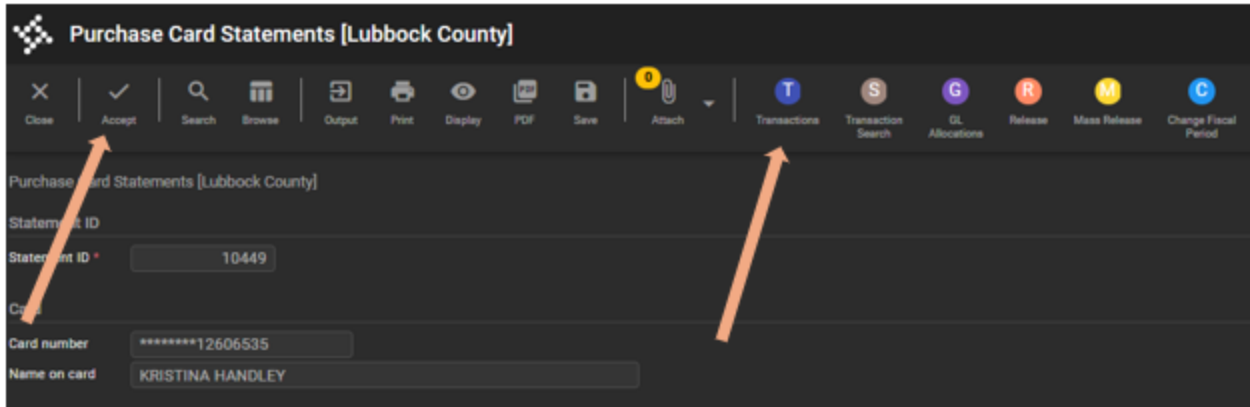 Purchase Card Statements [Lubbock County]
0
T S G R M C
Close Accept Search Browse Output Print Display PDF Save Attach Transactions Transaction Search GL Allocations Release Mass Release Change Fiscal Period
Purchase Card Statements [Lubbock County]
Statement ID
Statement ID * 10449
Card
Card number ********12606535
Name on card KRISTINA HANDLEY